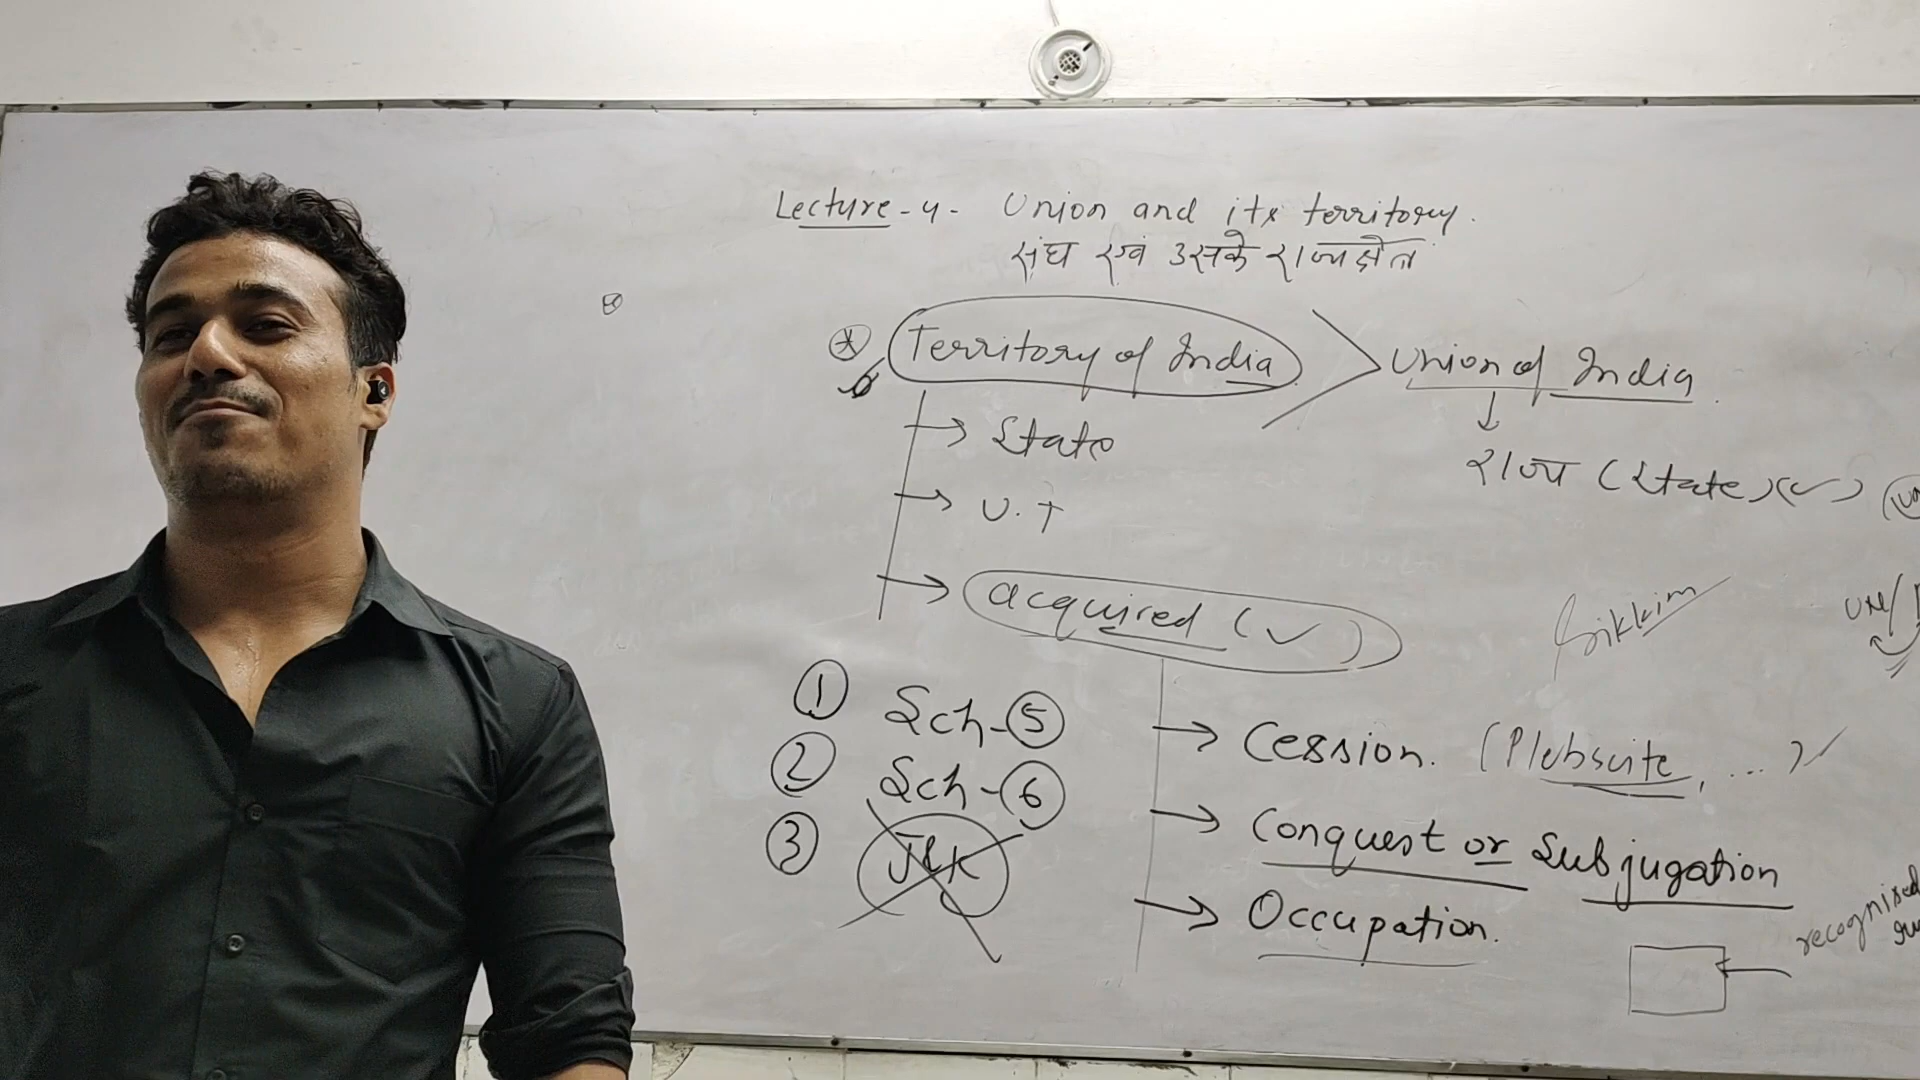 Lecture-4- Union and its territory.
संघ एवं उसके राज्यक्षेत्र
Territory of India > Union of India
→ State
राज्य (State) (✓)
→ U.T
→ acquired (✓)
Sikkim
① Sch-⑤
② Sch-⑥
③ J&K
→ Cession. (Plebscite, ...)
→ Conquest or Subjugation
→ Occupation.
recognised